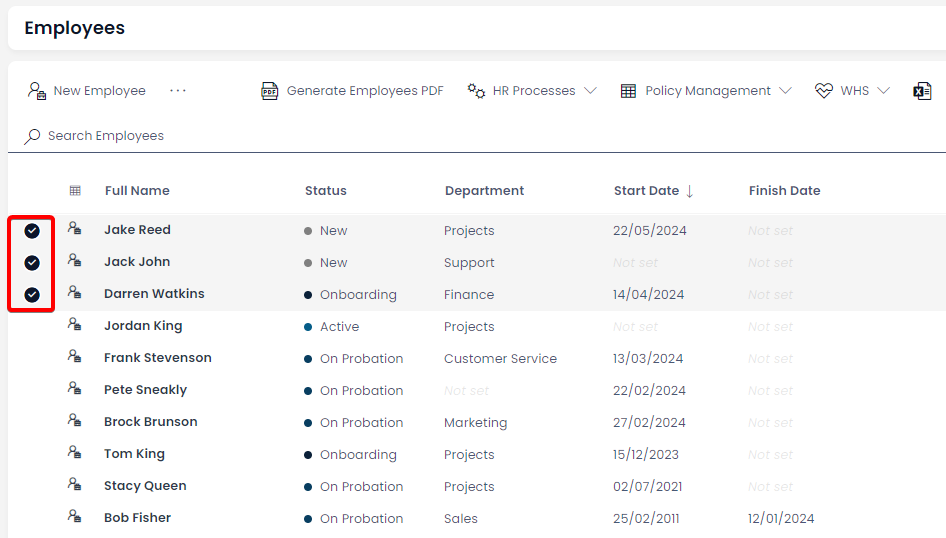 Employees
New Employee ... PDF Generate Employees PDF HR Processes Policy Management WHS X
Search Employees
Full Name Status Department Start Date ↓ Finish Date
Jake Reed New Projects 22/05/2024 Not set
Jack John New Support Not set Not set
Darren Watkins Onboarding Finance 14/04/2024 Not set
Jordan King Active Projects Not set Not set
Frank Stevenson On Probation Customer Service 13/03/2024 Not set
Pete Sneakly On Probation Not set 22/02/2024 Not set
Brock Brunson On Probation Marketing 27/02/2024 Not set
Tom King Onboarding Projects 15/12/2023 Not set
Stacy Queen On Probation Projects 02/07/2021 Not set
Bob Fisher On Probation Sales 25/02/2011 12/01/2024